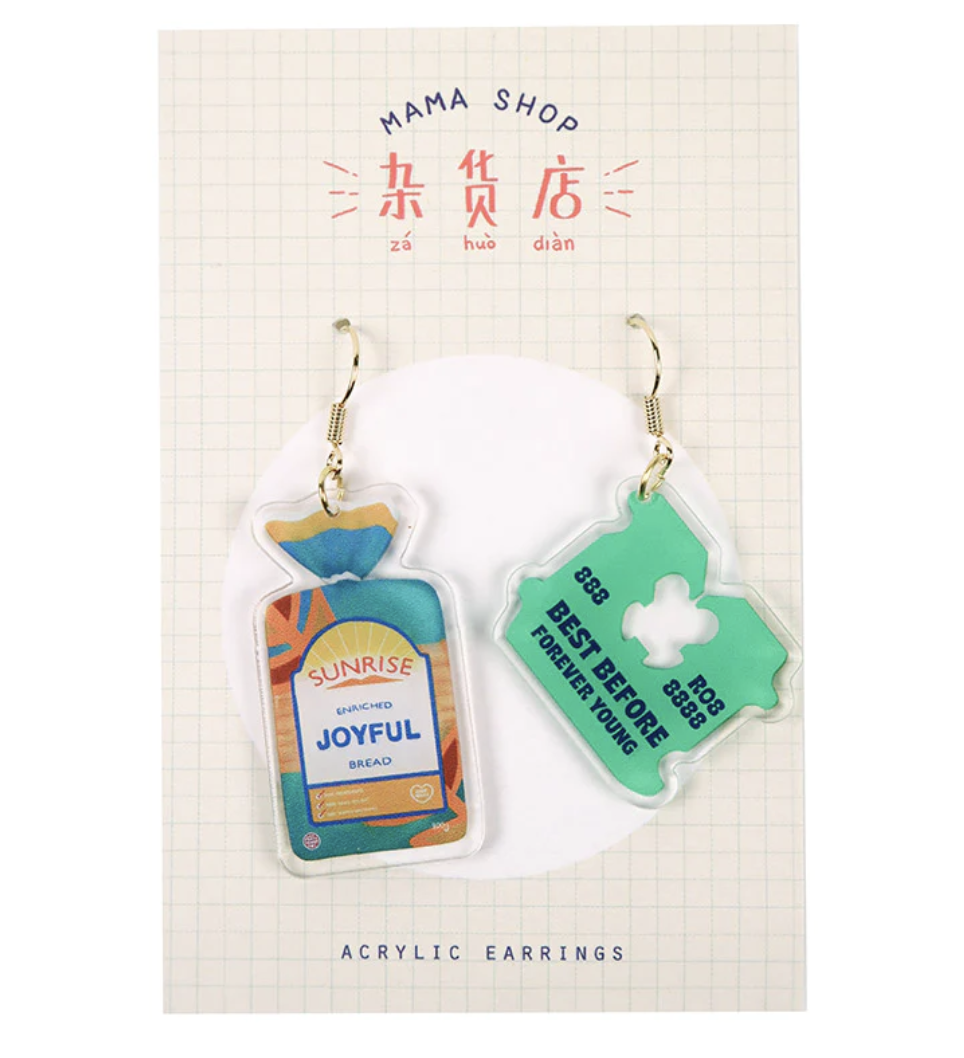 MAMA SHOP
杂货店
zá huò diàn
SUNRISE
ENRICHED
JOYFUL
BREAD
888
BEST BEFORE
FOREVER YOUNG
RO8
8888
ACRYLIC EARRINGS